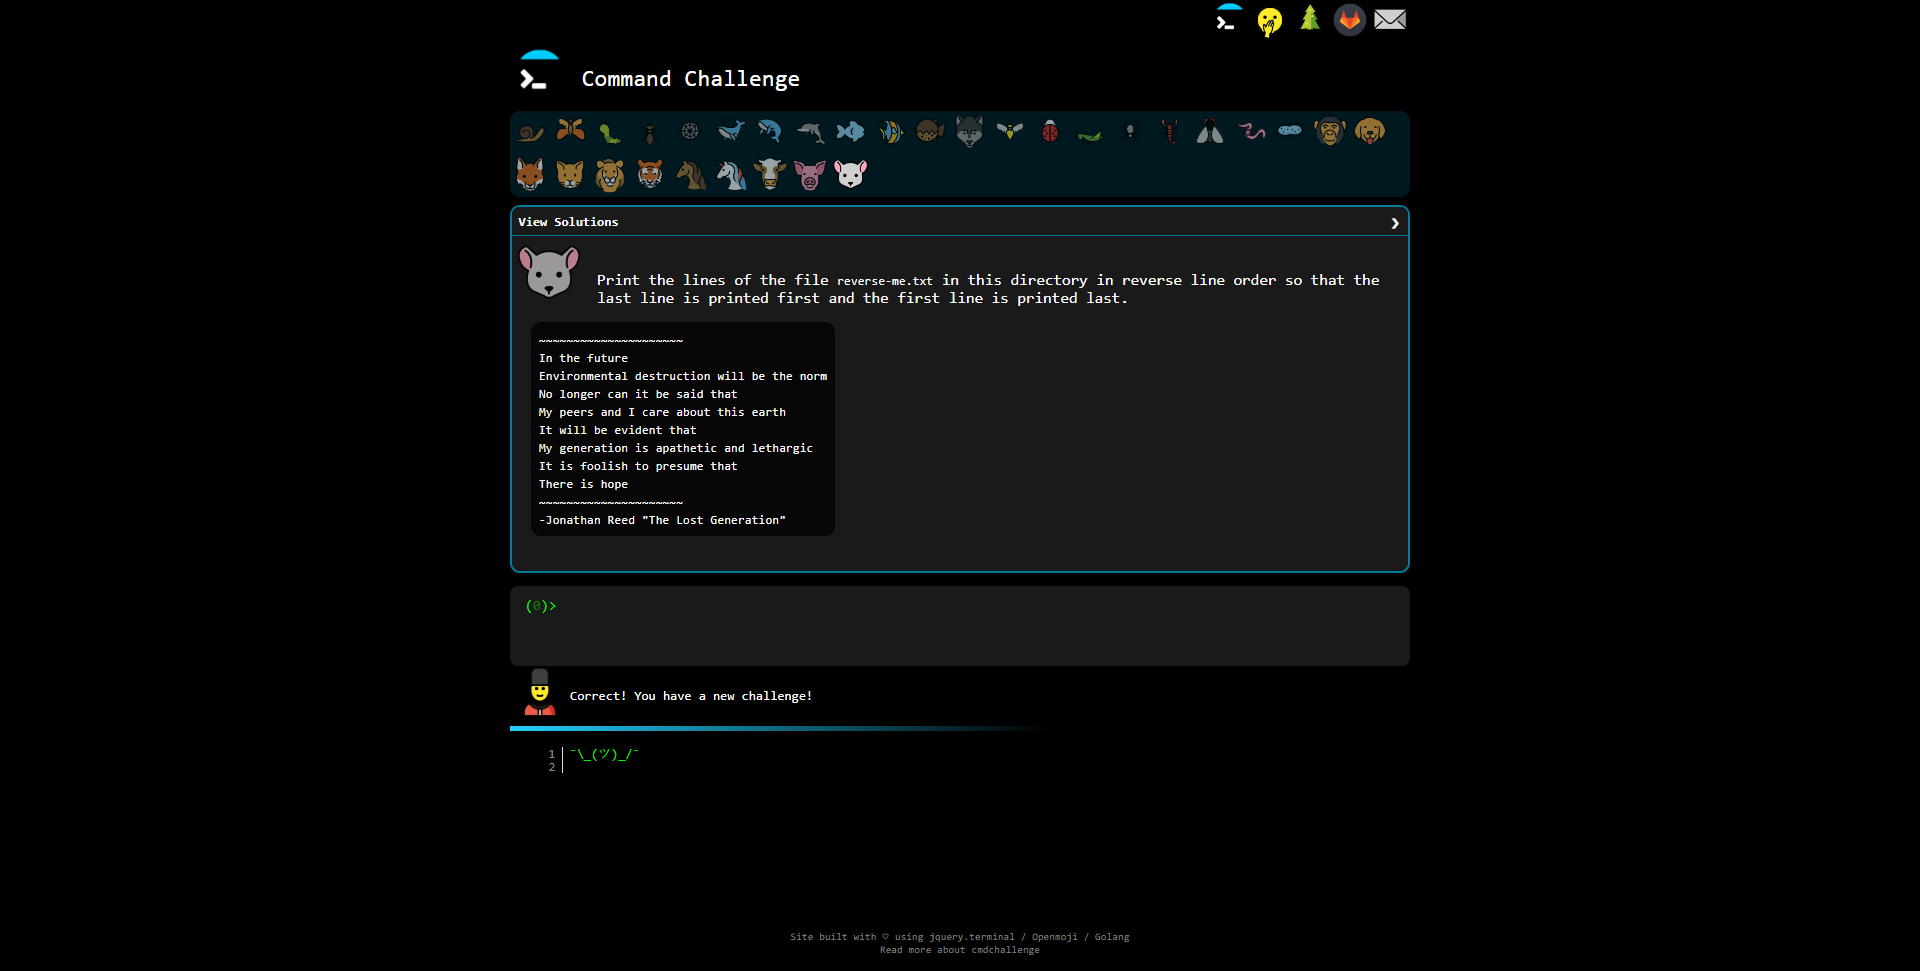 Command Challenge
View Solutions
Print the lines of the file reverse-me.txt in this directory in reverse line order so that the
last line is printed first and the first line is printed last.
~~~~~~~~~~~~~~~~~~~~~
In the future
Environmental destruction will be the norm
No longer can it be said that
My peers and I care about this earth
It will be evident that
My generation is apathetic and lethargic
It is foolish to presume that
There is hope
~~~~~~~~~~~~~~~~~~~~~
-Jonathan Reed "The Lost Generation"
(0)>
Correct! You have a new challenge!
1 ¯\_(ツ)_/¯
2
Site built with ♡ using jquery.terminal / Openmoji / Golang
Read more about cmdchallenge